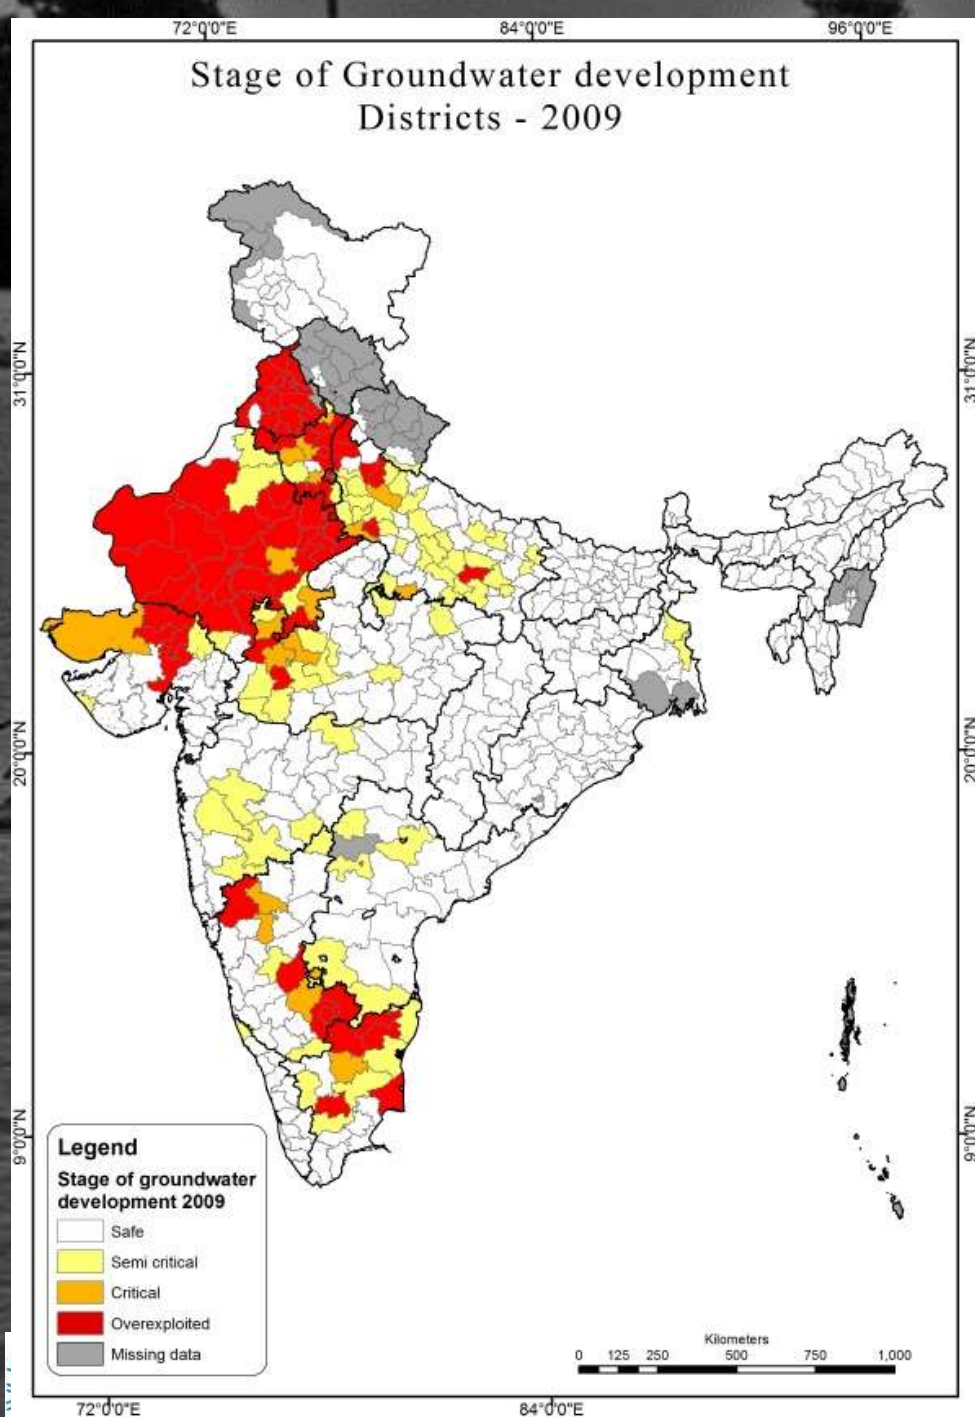 72°0'0"E
84°0'0"E
96°0'0"E
Stage of Groundwater development
Districts - 2009
31°0'0"N
31°0'0"N
20°0'0"N
20°0'0"N
9°0'0"N
9°0'0"N
Legend
Stage of groundwater
development 2009
Safe
Semi critical
Critical
Overexploited
Missing data
Kilometers
0 125 250 500 750 1,000
72°0'0"E
84°0'0"E